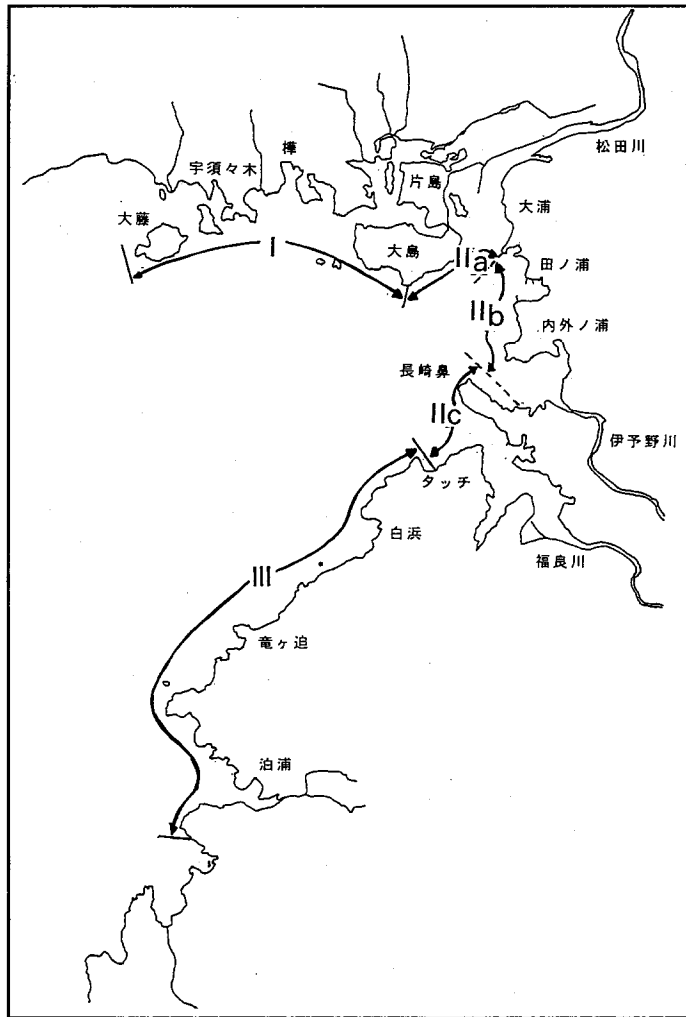 松田川
樺
宇須々木
片島
大浦
大藤
I
大島
IIa
田ノ浦
IIb
内外ノ浦
長崎鼻
IIc
伊予野川
タッチ
白浜
福良川
III
竜ヶ迫
泊浦